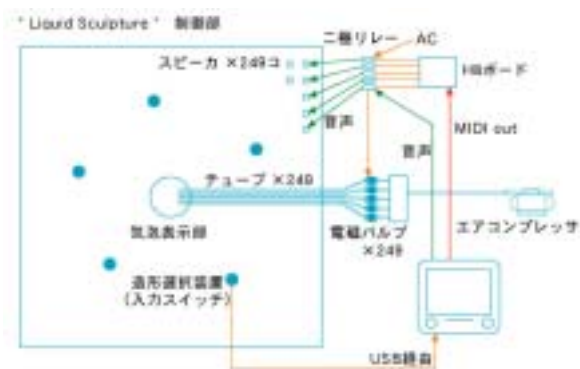 "Liquid Sculpture" 制御部
二極リレー
AC
スピーカ ×249コ
H8ボード
音声
MIDI out
音声
チューブ ×249
気泡表示部
電磁バルブ
×249
エアコンプレッサ
造形選択装置
(入力スイッチ)
USB経由